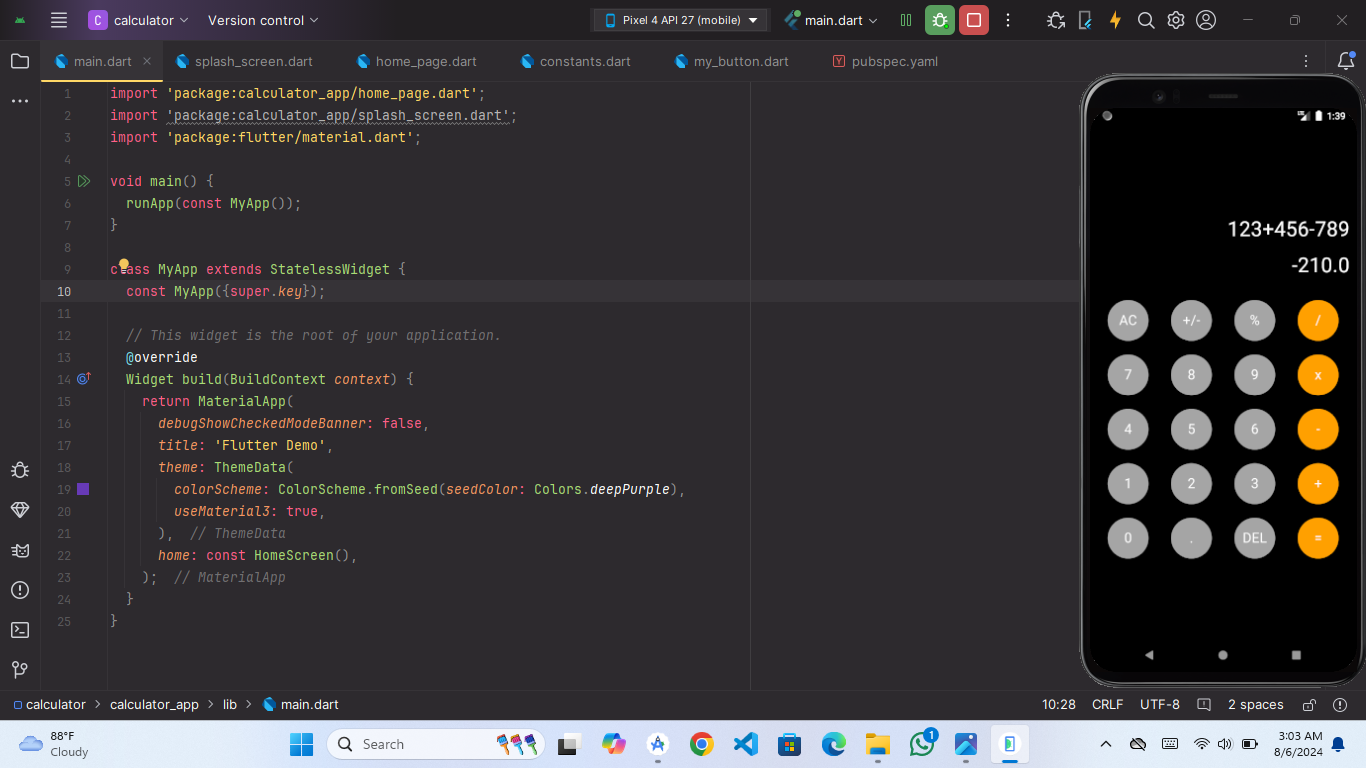 C calculator Version control Pixel 4 API 27 (mobile) main.dart
main.dart splash_screen.dart home_page.dart constants.dart my_button.dart Y pubspec.yaml
1 import 'package:calculator_app/home_page.dart';
2 import 'package:calculator_app/splash_screen.dart';
3 import 'package:flutter/material.dart';
4
5 void main() {
6 runApp(const MyApp());
7 }
8
9 class MyApp extends StatelessWidget {
10 const MyApp({super.key});
11
12 // This widget is the root of your application.
13 @override
14 Widget build(BuildContext context) {
15 return MaterialApp(
16 debugShowCheckedModeBanner: false,
17 title: 'Flutter Demo',
18 theme: ThemeData(
19 colorScheme: ColorScheme.fromSeed(seedColor: Colors.deepPurple),
20 useMaterial3: true,
21 ), // ThemeData
22 home: const HomeScreen(),
23 ); // MaterialApp
24 }
25 }
1:39
123+456-789
-210.0
AC +/- % /
7 8 9 x
4 5 6 -
1 2 3 +
0 . DEL =
calculator > calculator_app > lib > main.dart 10:28 CRLF UTF-8 2 spaces
88°F
Cloudy
Search
1
3:03 AM
8/6/2024